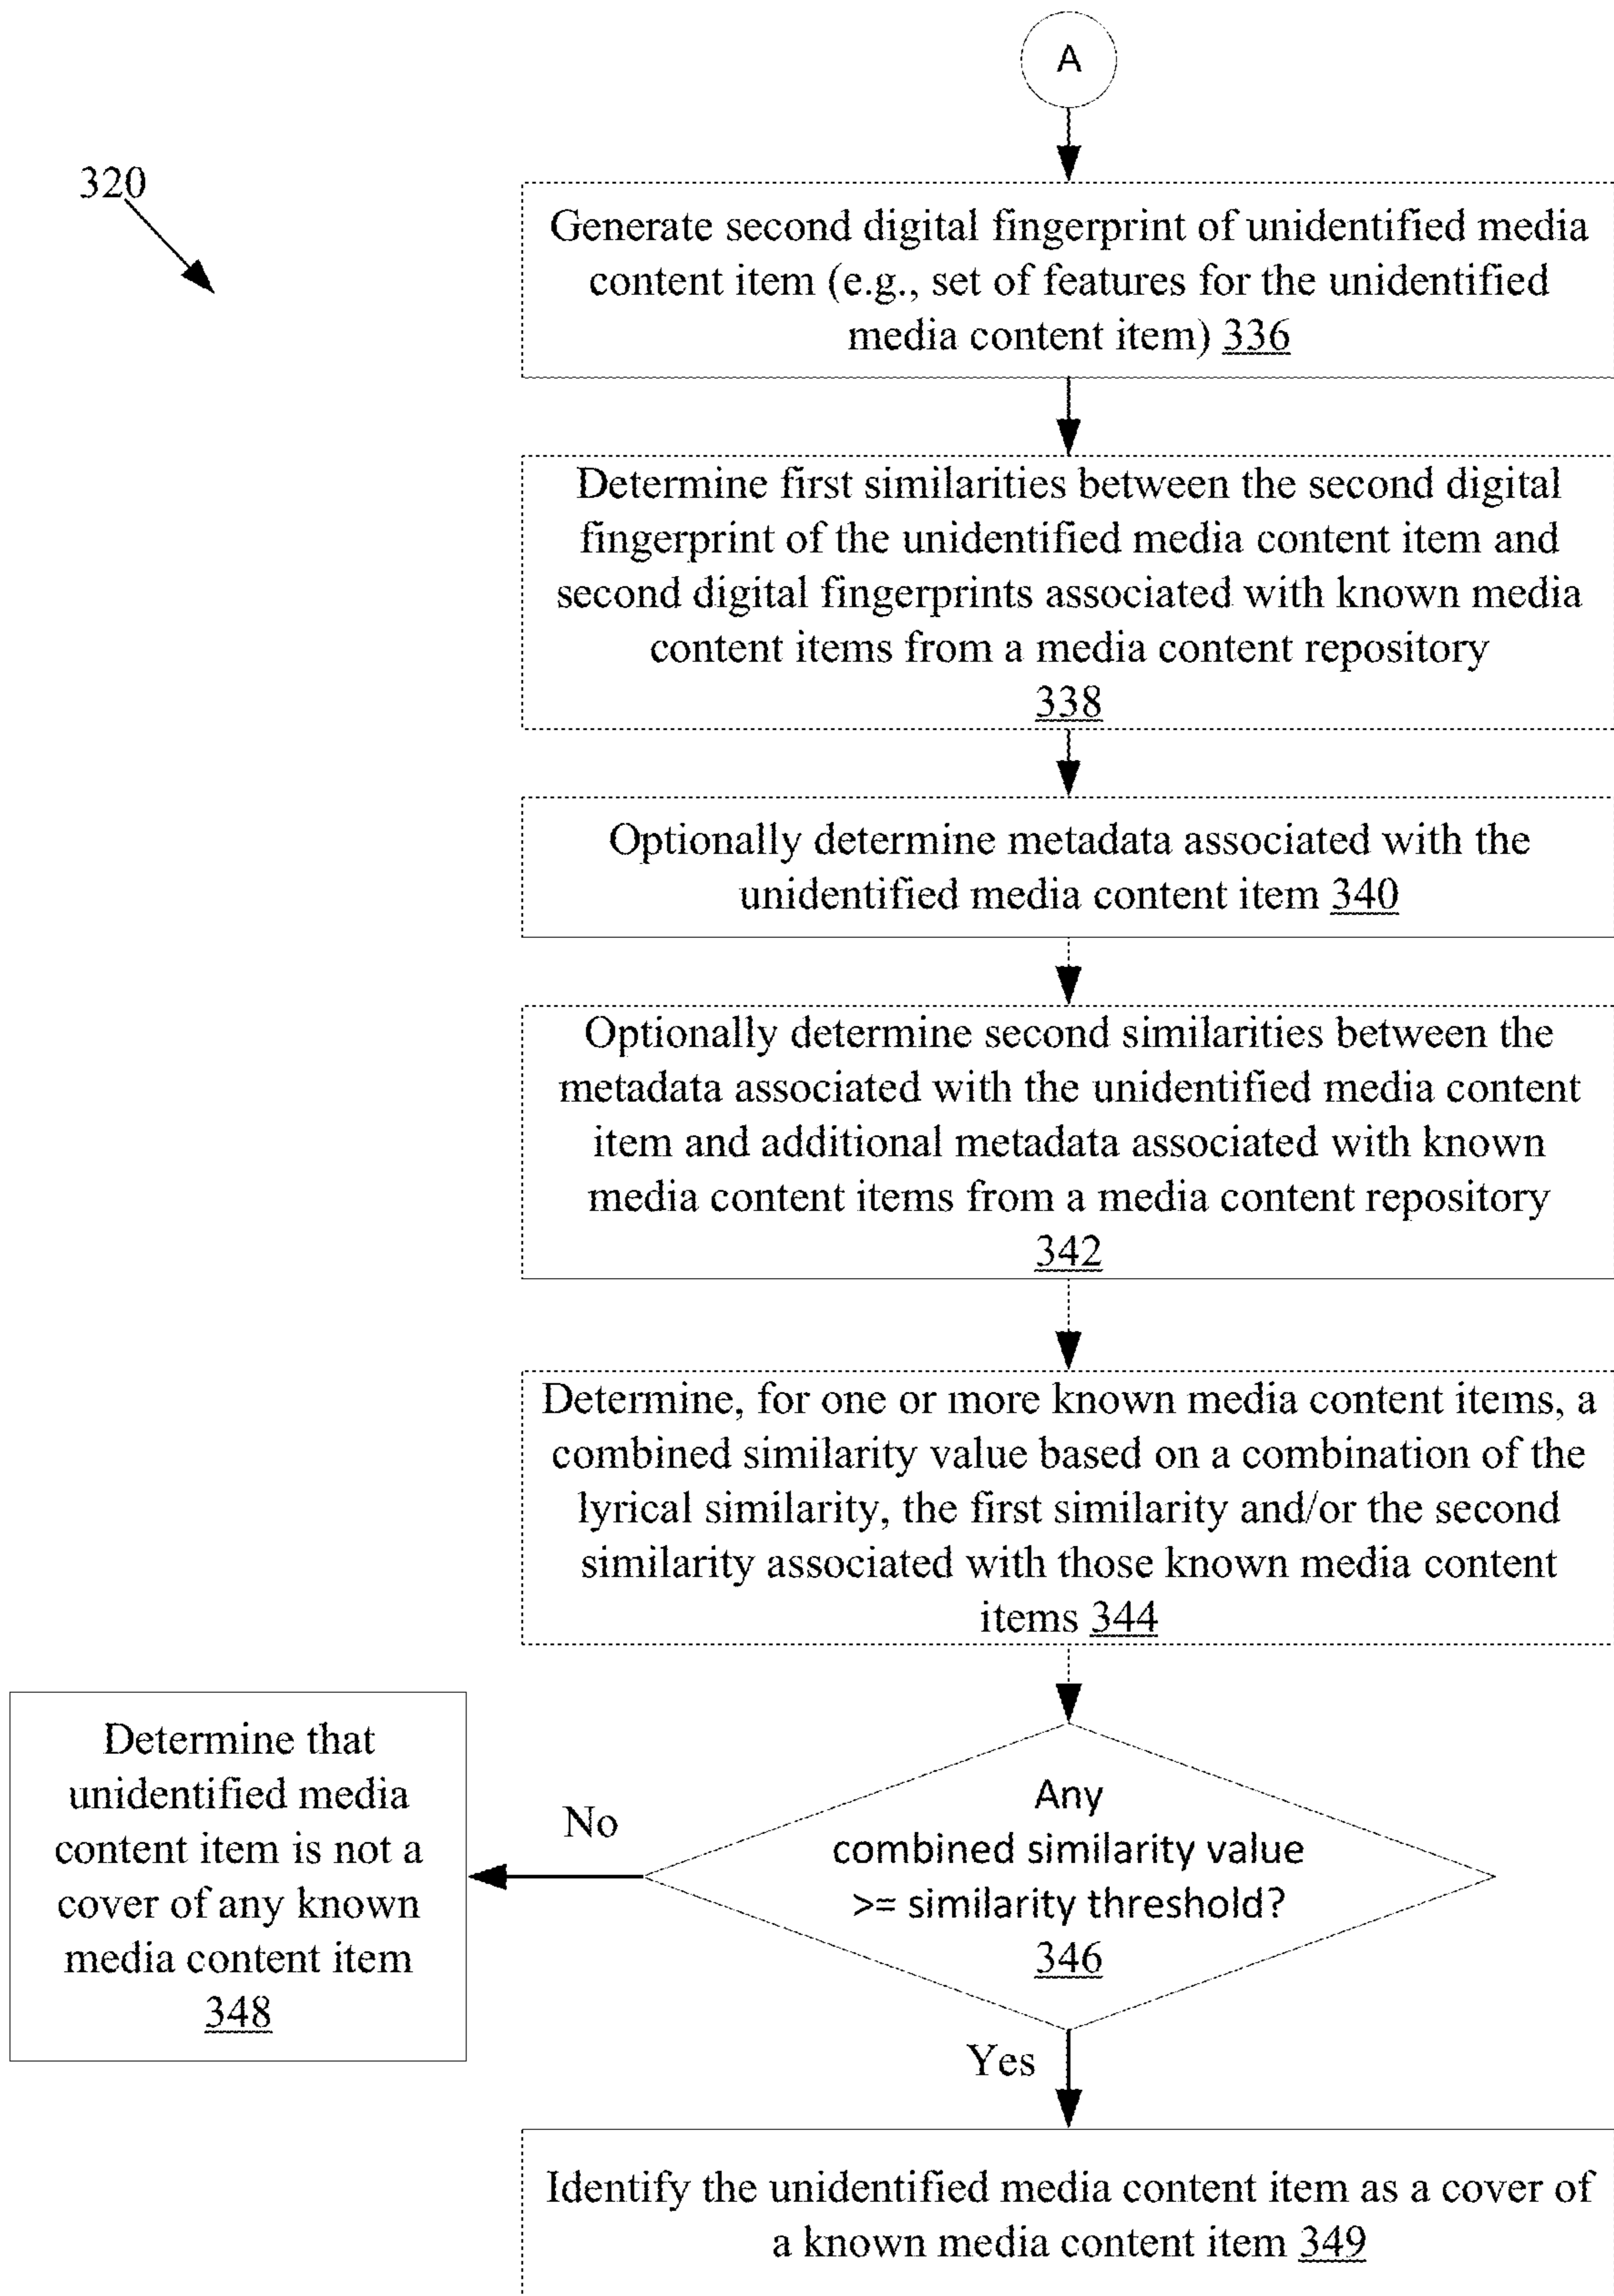 A
320
Generate second digital fingerprint of unidentified media
content item (e.g., set of features for the unidentified
media content item) 336
Determine first similarities between the second digital
fingerprint of the unidentified media content item and
second digital fingerprints associated with known media
content items from a media content repository
338
Optionally determine metadata associated with the
unidentified media content item 340
Optionally determine second similarities between the
metadata associated with the unidentified media content
item and additional metadata associated with known
media content items from a media content repository
342
Determine, for one or more known media content items, a
combined similarity value based on a combination of the
lyrical similarity, the first similarity and/or the second
similarity associated with those known media content
items 344
Any
combined similarity value
>= similarity threshold?
346
No
Determine that
unidentified media
content item is not a
cover of any known
media content item
348
Yes
Identify the unidentified media content item as a cover of
a known media content item 349